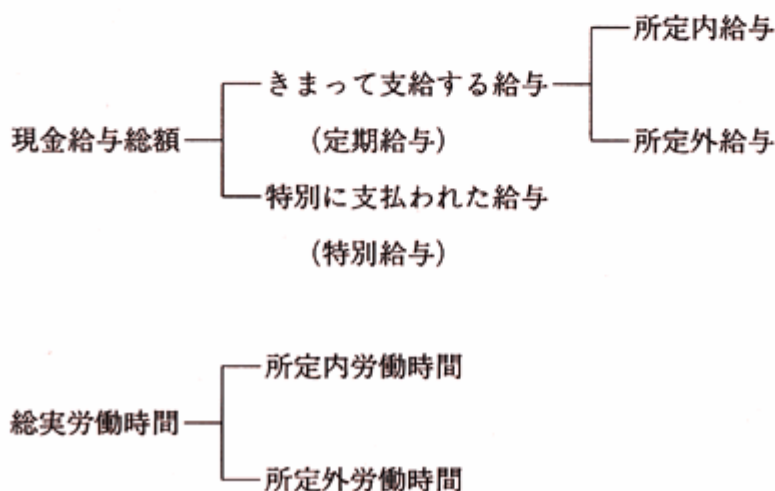 所定内給与
きまって支給する給与
現金給与総額
(定期給与)
所定外給与
特別に支払われた給与
(特別給与)
所定内労働時間
総実労働時間
所定外労働時間